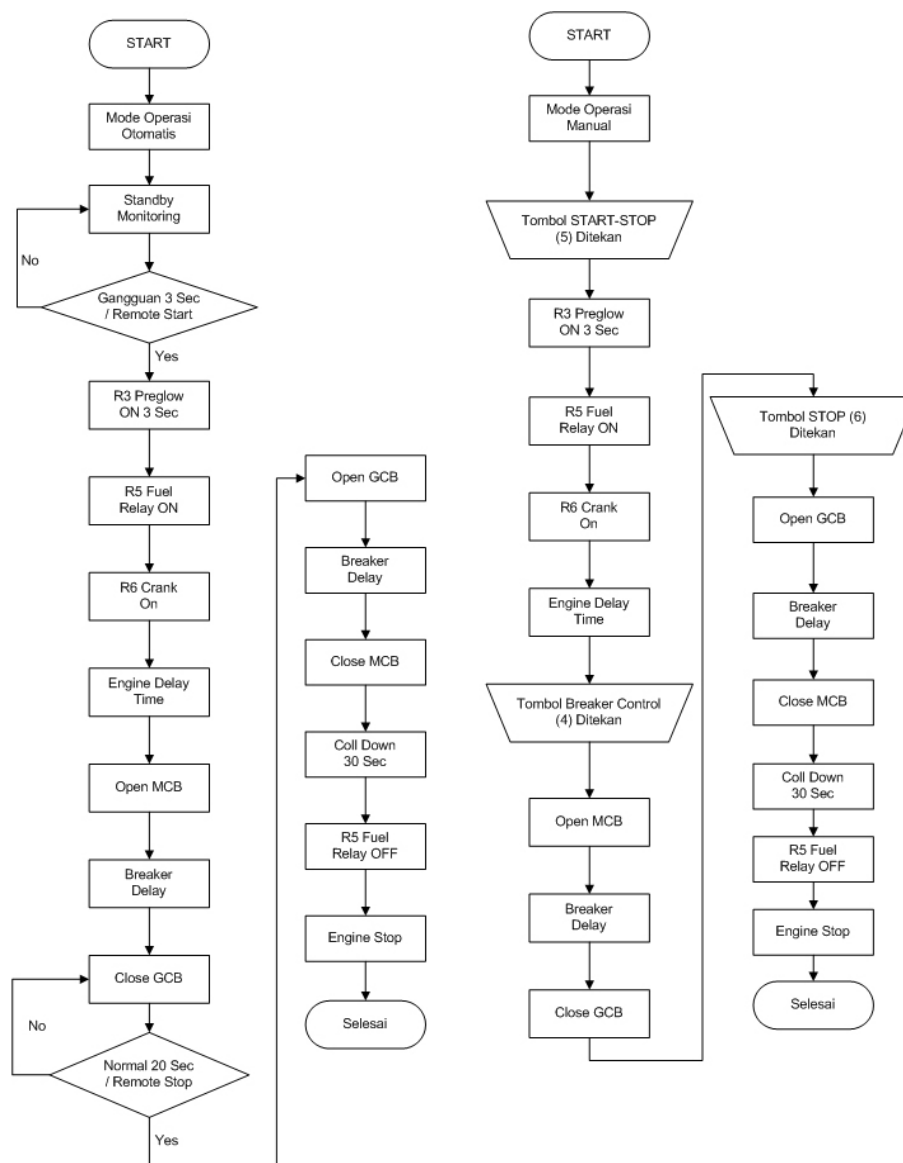 START
Mode Operasi
Otomatis
Standby
Monitoring
No
Gangguan 3 Sec
/ Remote Start
Yes
R3 Preglow
ON 3 Sec
R5 Fuel
Relay ON
R6 Crank
On
Engine Delay
Time
Open MCB
Breaker
Delay
Close GCB
No
Normal 20 Sec
/ Remote Stop
Yes
Open GCB
Breaker
Delay
Close MCB
Coll Down
30 Sec
R5 Fuel
Relay OFF
Engine Stop
Selesai
START
Mode Operasi
Manual
Tombol START-STOP
(5) Ditekan
R3 Preglow
ON 3 Sec
R5 Fuel
Relay ON
R6 Crank
On
Engine Delay
Time
Tombol Breaker Control
(4) Ditekan
Open MCB
Breaker
Delay
Close GCB
Tombol STOP (6)
Ditekan
Open GCB
Breaker
Delay
Close MCB
Coll Down
30 Sec
R5 Fuel
Relay OFF
Engine Stop
Selesai